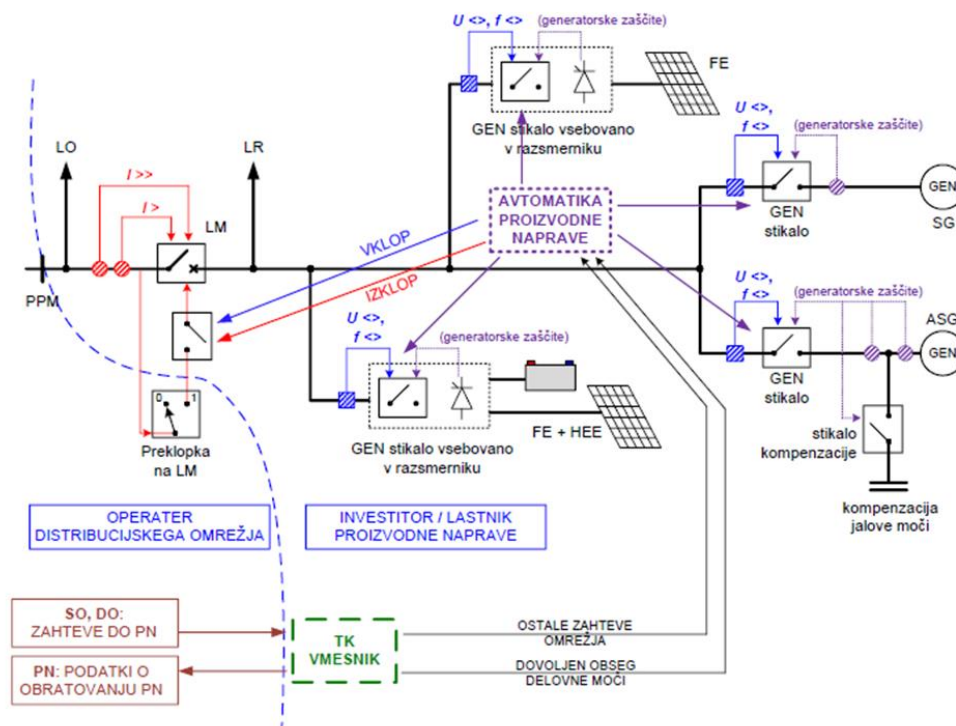 U <>, f <>
(generatorske zaščite)
FE
GEN stikalo vsebovano
v razsmerniku
LO
LR
I >>
I >
LM
PPM
VKLOP
IZKLOP
AVTOMATIKA
PROIZVODNE
NAPRAVE
U <>,
f <>
(generatorske zaščite)
GEN
SG
GEN
stikalo
U <>,
f <>
(generatorske zaščite)
ASG
GEN
GEN
stikalo
stikalo
kompenzacije
kompenzacija
jalove moči
0
1
Preklopka
na LM
U <>,
f <>
(generatorske zaščite)
FE + HEE
GEN stikalo vsebovano
v razsmerniku
OPERATER
DISTRIBUCIJSKEGA OMREŽJA
INVESTITOR / LASTNIK
PROIZVODNE NAPRAVE
SO, DO:
ZAHTEVE DO PN
PN: PODATKI O
OBRATOVANJU PN
TK
VMESNIK
OSTALE ZAHTEVE
OMREŽJA
DOVOLJEN OBSEG
DELOVNE MOČI